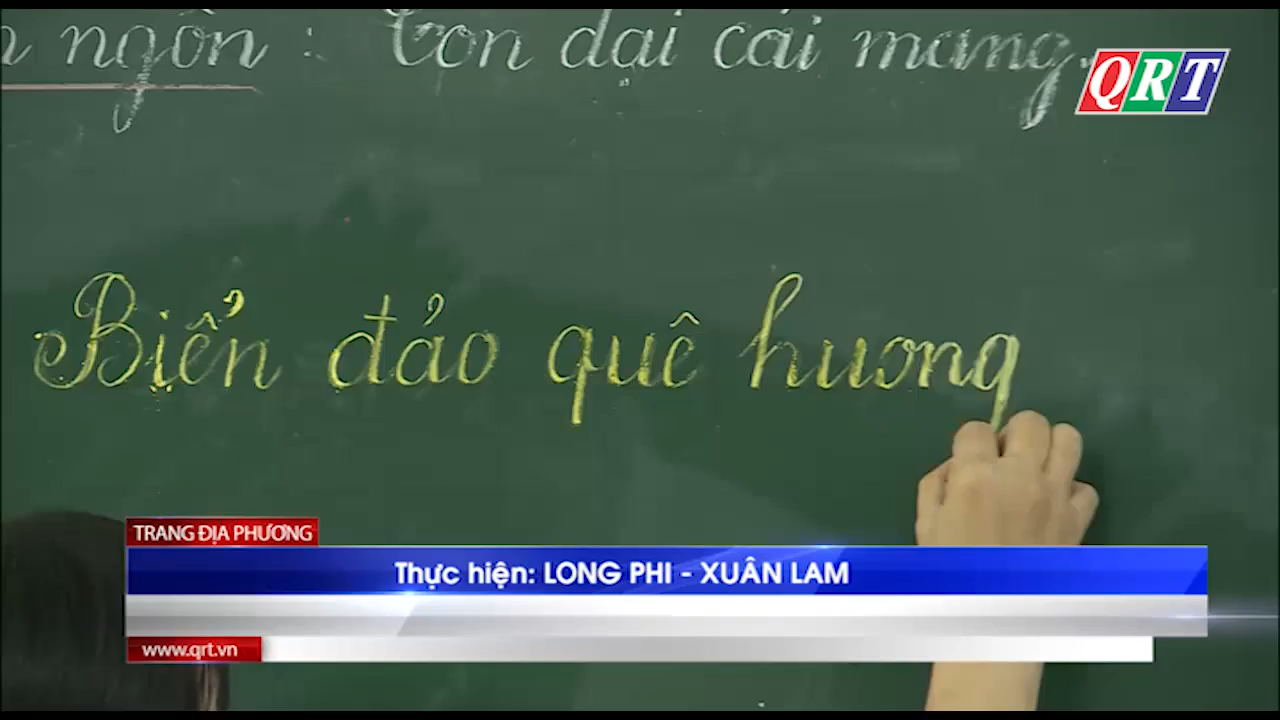 ngôn : Con dại cái mang.
QRT
Biển đảo quê huong
TRANG ĐỊA PHƯƠNG
Thực hiện: LONG PHI - XUÂN LAM
www.qrt.vn